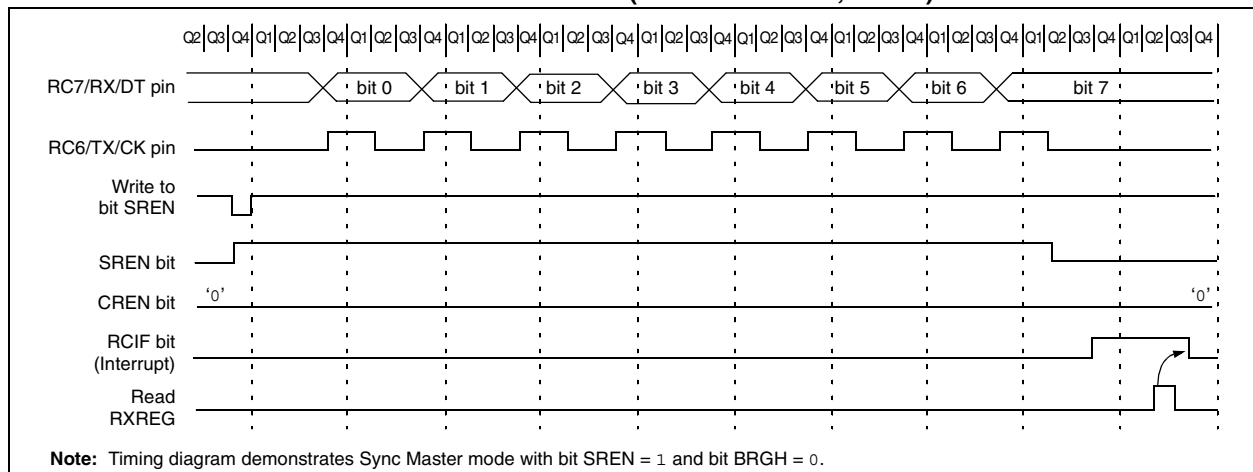 Q2 Q3 Q4 Q1 Q2 Q3 Q4 Q1 Q2 Q3 Q4 Q1 Q2 Q3 Q4 Q1 Q2 Q3 Q4 Q1 Q2 Q3 Q4 Q1 Q2 Q3 Q4 Q1 Q2 Q3 Q4 Q1 Q2 Q3 Q4 Q1 Q2 Q3 Q4 Q1 Q2 Q3 Q4
RC7/RX/DT pin bit 0 bit 1 bit 2 bit 3 bit 4 bit 5 bit 6 bit 7
RC6/TX/CK pin
Write to
bit SREN
SREN bit
CREN bit '0' '0'
RCIF bit
(Interrupt)
Read
RXREG
Note: Timing diagram demonstrates Sync Master mode with bit SREN = 1 and bit BRGH = 0.